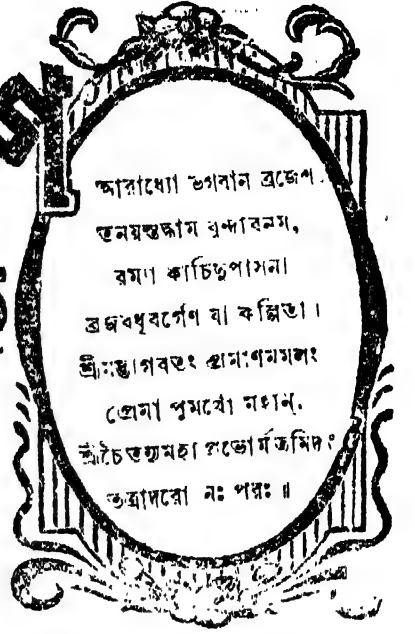 আরাধ্যো ভগবান ব্রজেশ
তনয়স্তদ্ধাম বৃন্দাবনম,
রম্যা কাচিদুপাসনা
ব্রজবধূবর্গেণ যা কল্পিতা।
শ্রীমদ্ভাগবতং প্রমাণমমলং
প্রেমা পুমর্থো মহান্.
শ্রীচৈতন্যমহাপ্রভোর্মতমিদং
তত্রাদরো নঃ পরঃ॥